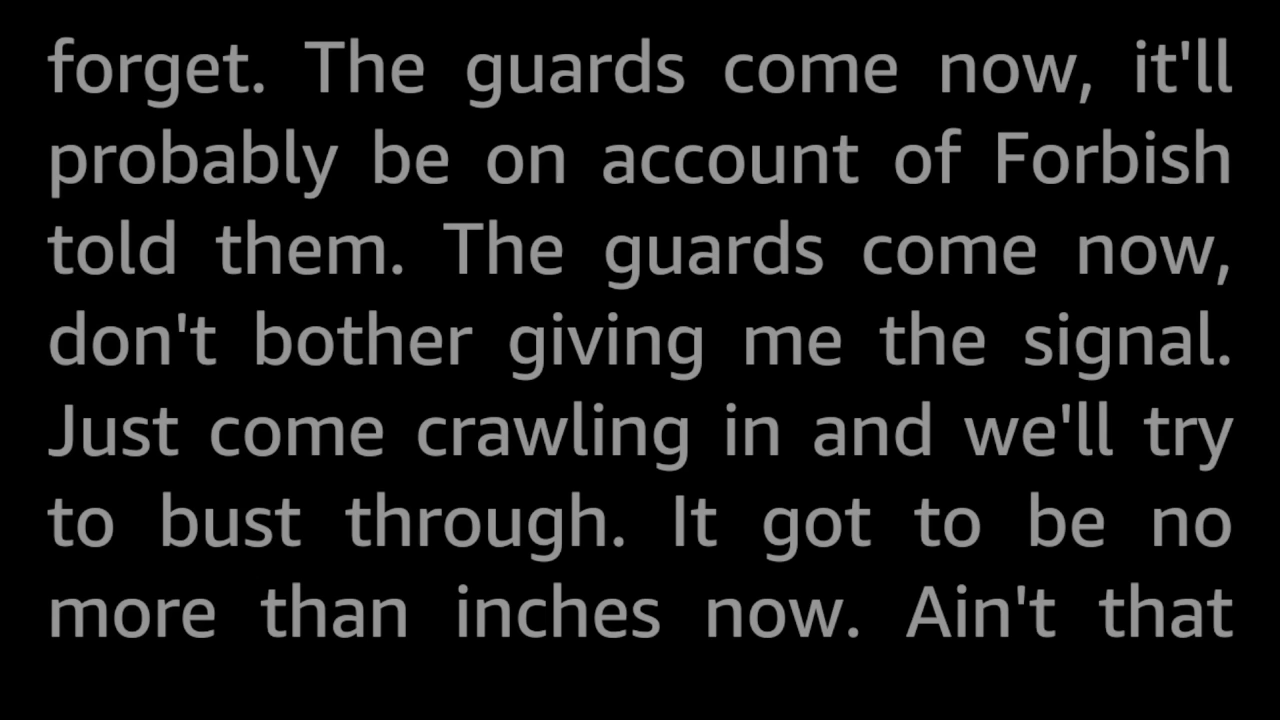 forget. The guards come now, it'll
probably be on account of Forbish
told them. The guards come now,
don't bother giving me the signal.
Just come crawling in and we'll try
to bust through. It got to be no
more than inches now. Ain't that